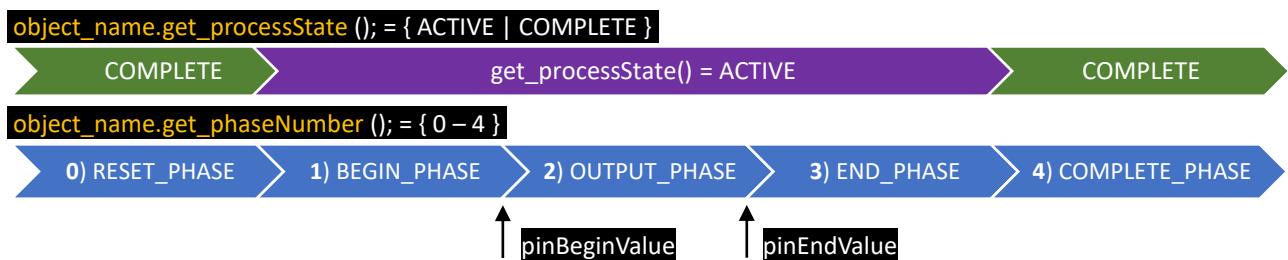 object_name.get_processState (); = { ACTIVE | COMPLETE }
COMPLETE get_processState() = ACTIVE COMPLETE
object_name.get_phaseNumber (); = { 0 – 4 }
0) RESET_PHASE 1) BEGIN_PHASE 2) OUTPUT_PHASE 3) END_PHASE 4) COMPLETE_PHASE
pinBeginValue pinEndValue